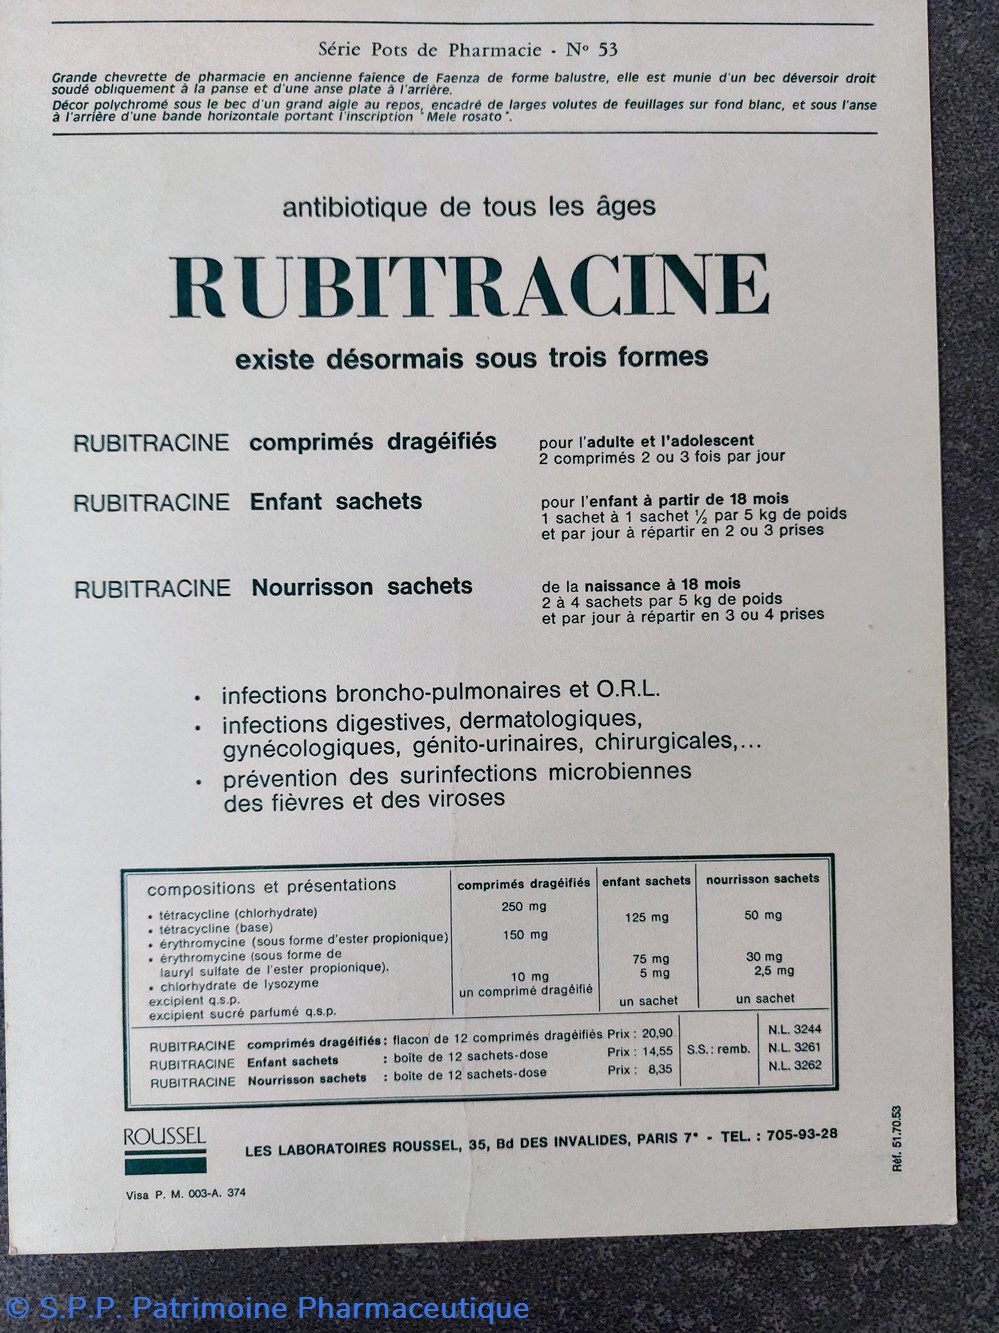 Série Pots de Pharmacie - Nº 53
Grande chevrette de pharmacie en ancienne faïence de Faenza de forme balustre, elle est munie d'un bec déversoir droit
soudé obliquement à la panse et d'une anse plate à l'arrière.
Décor polychromé sous le bec d'un grand aigle au repos, encadré de larges volutes de feuillages sur fond blanc, et sous l'anse
à l'arrière d'une bande horizontale portant l'inscription "Mele rosato".
antibiotique de tous les âges
RUBITRACINE
existe désormais sous trois formes
RUBITRACINE comprimés dragéifiés
pour l'adulte et l'adolescent
2 comprimés 2 ou 3 fois par jour
RUBITRACINE Enfant sachets
pour l'enfant à partir de 18 mois
1 sachet à 1 sachet ½ par 5 kg de poids
et par jour à répartir en 2 ou 3 prises
RUBITRACINE Nourrisson sachets
de la naissance à 18 mois
2 à 4 sachets par 5 kg de poids
et par jour à répartir en 3 ou 4 prises
• infections broncho-pulmonaires et O.R.L.
• infections digestives, dermatologiques,
gynécologiques, génito-urinaires, chirurgicales,...
• prévention des surinfections microbiennes
des fièvres et des viroses
compositions et présentations comprimés dragéifiés enfant sachets nourrisson sachets
• tétracycline (chlorhydrate) 250 mg
• tétracycline (base) 125 mg 50 mg
• érythromycine (sous forme d'ester propionique) 150 mg
• érythromycine (sous forme de
lauryl sulfate de l'ester propionique). 75 mg 30 mg
• chlorhydrate de lysozyme 10 mg 5 mg 2,5 mg
excipient q.s.p. un comprimé dragéifié
excipient sucré parfumé q.s.p. un sachet un sachet
RUBITRACINE comprimés dragéifiés : flacon de 12 comprimés dragéifiés Prix : 20,90 N.L. 3244
RUBITRACINE Enfant sachets : boîte de 12 sachets-dose Prix : 14,55 S.S.: remb. N.L. 3261
RUBITRACINE Nourrisson sachets : boîte de 12 sachets-dose Prix : 8,35 N.L. 3262
ROUSSEL
LES LABORATOIRES ROUSSEL, 35, Bd DES INVALIDES, PARIS 7e - TEL. : 705-93-28
Réf. 51.70.53
Visa P. M. 003-A. 374
© S.P.P. Patrimoine Pharmaceutique